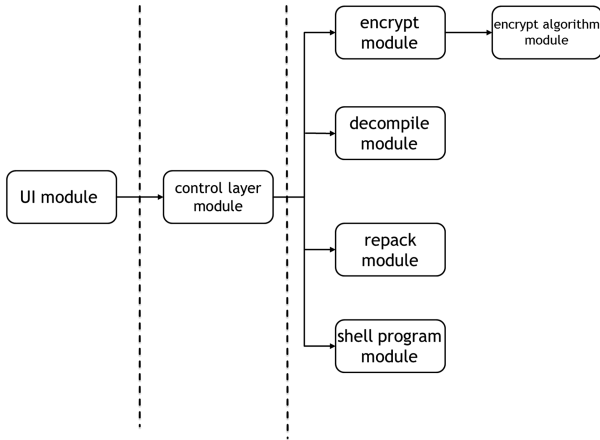 encrypt
module
encrypt algorithm
module
decompile
module
UI module
control layer
module
repack
module
shell program
module